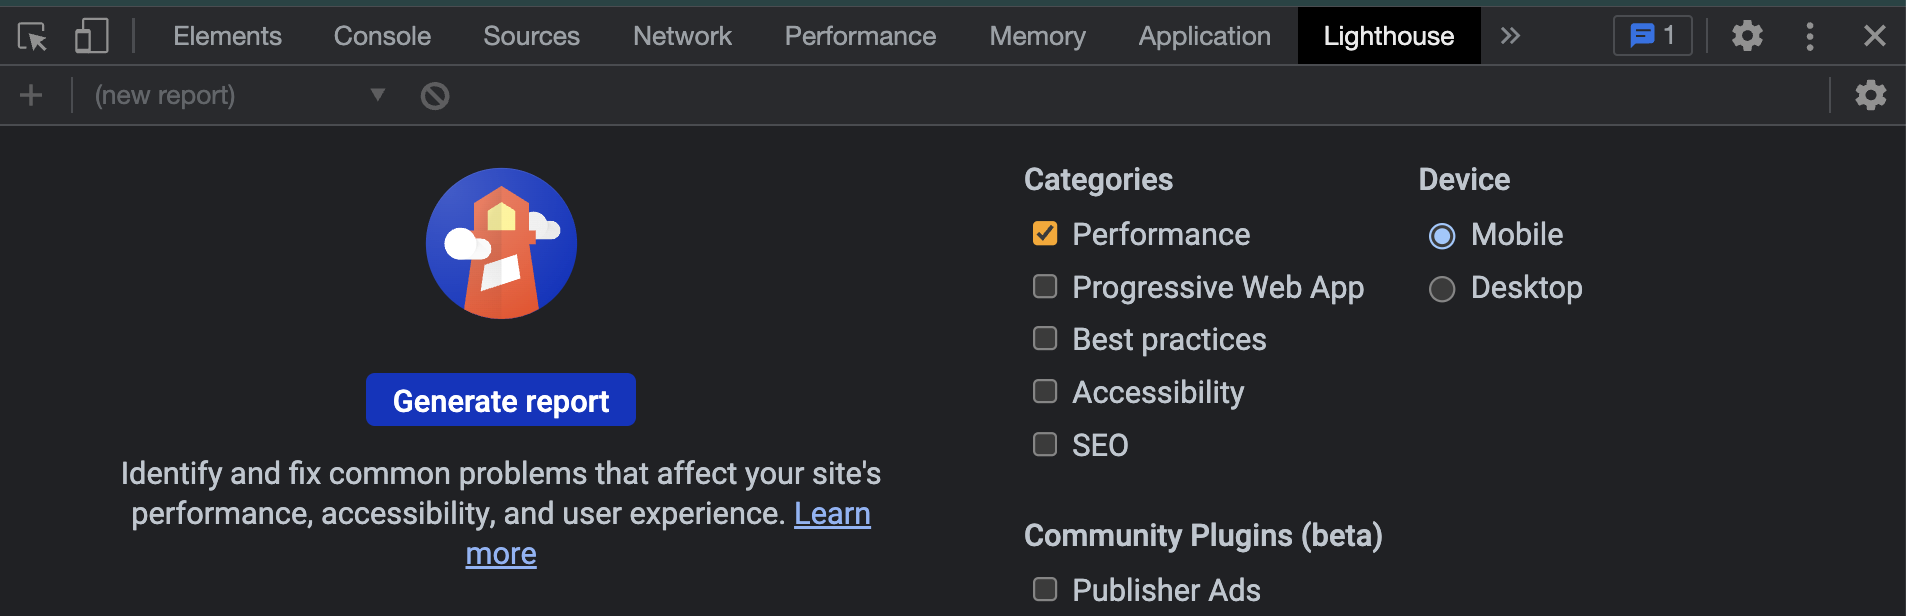 Elements Console Sources Network Performance Memory Application Lighthouse » 1
(new report)
Generate report
Identify and fix common problems that affect your site's
performance, accessibility, and user experience. Learn
more
Categories
Performance
Progressive Web App
Best practices
Accessibility
SEO
Community Plugins (beta)
Publisher Ads
Device
Mobile
Desktop